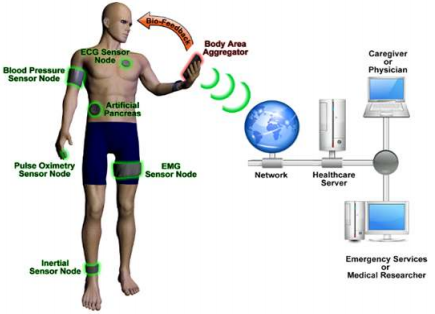 Bio-Feedback
ECG Sensor
Node
Body Area
Aggregator
Blood Pressure
Sensor Node
Artificial
Pancreas
Pulse Oximetry
Sensor Node
EMG
Sensor Node
Inertial
Sensor Node
Caregiver
or
Physician
Network
Healthcare
Server
Emergency Services
or
Medical Researcher